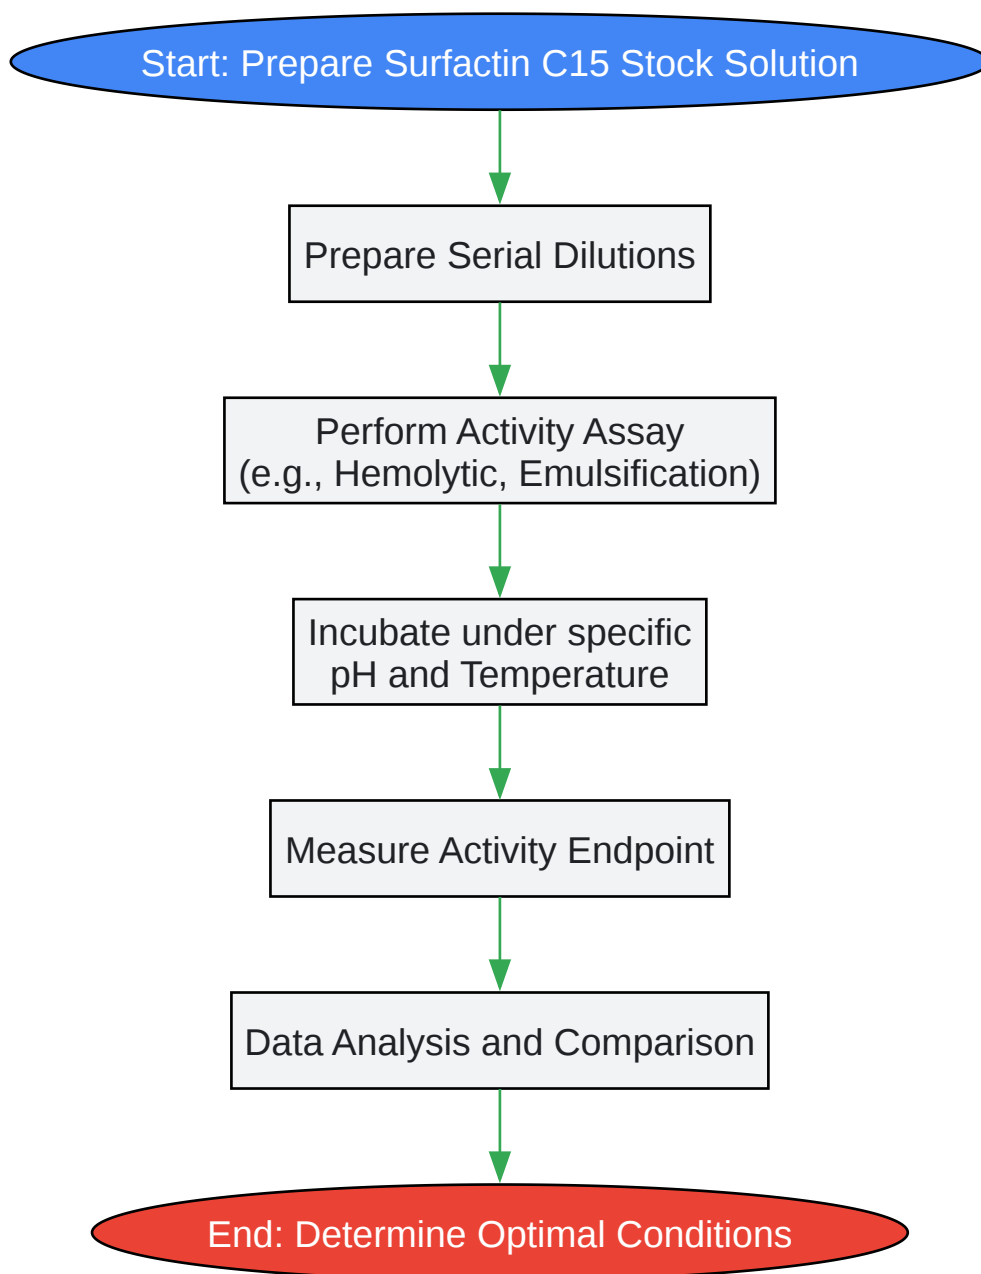 Start: Prepare Surfactin C15 Stock Solution
Prepare Serial Dilutions
Perform Activity Assay
(e.g., Hemolytic, Emulsification)
Incubate under specific
pH and Temperature
Measure Activity Endpoint
Data Analysis and Comparison
End: Determine Optimal Conditions